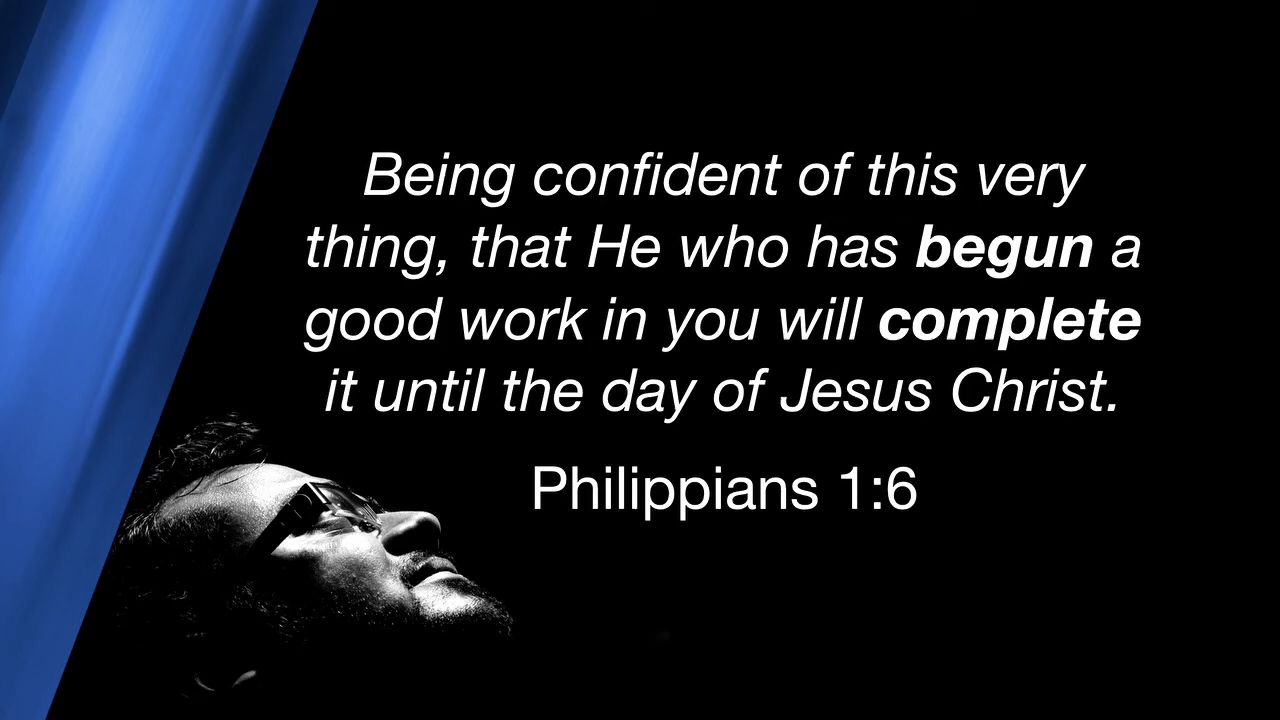 Being confident of this very
thing, that He who has begun a
good work in you will complete
it until the day of Jesus Christ.
Philippians 1:6